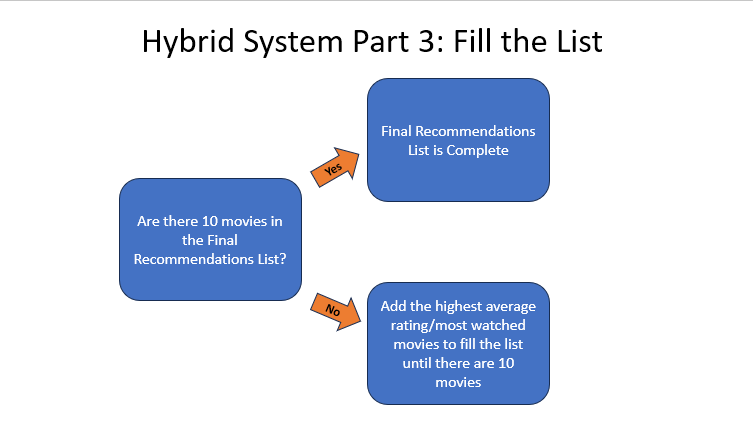 Hybrid System Part 3: Fill the List
Final Recommendations
List is Complete
Yes
Are there 10 movies in
the Final
Recommendations List?
No
Add the highest average
rating/most watched
movies to fill the list
until there are 10
movies